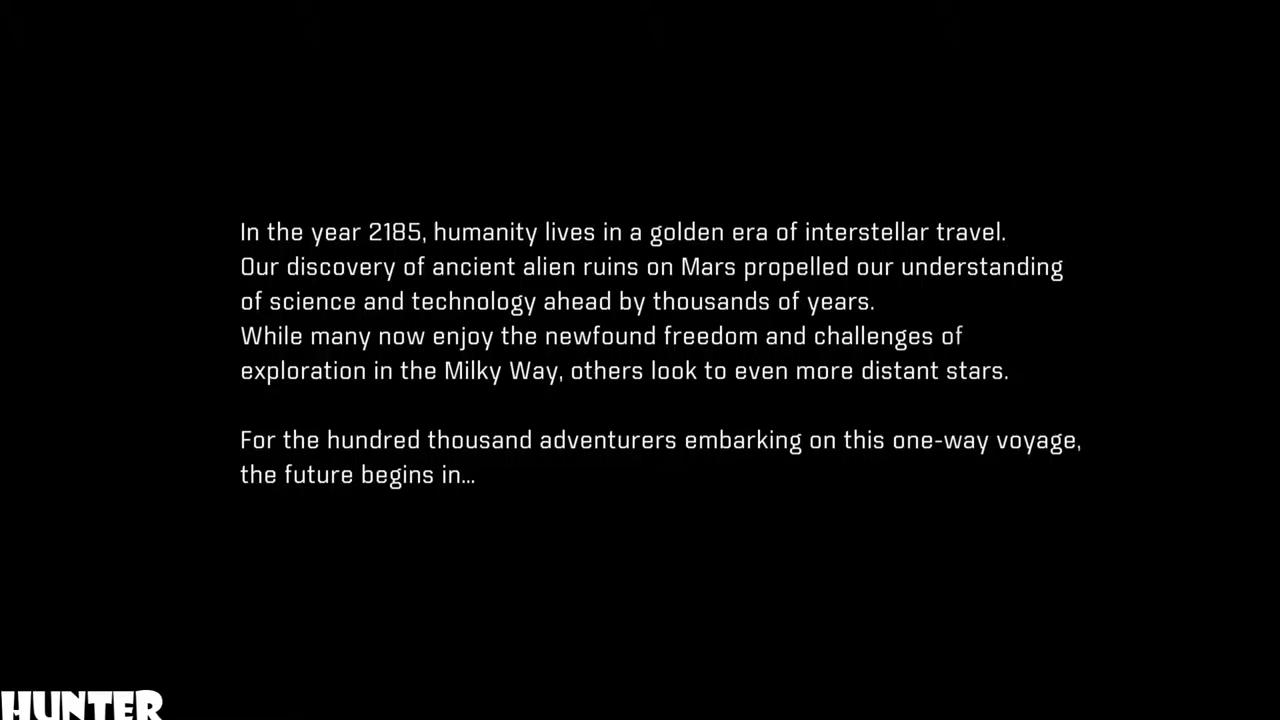 In the year 2185, humanity lives in a golden era of interstellar travel.
Our discovery of ancient alien ruins on Mars propelled our understanding
of science and technology ahead by thousands of years.
While many now enjoy the newfound freedom and challenges of
exploration in the Milky Way, others look to even more distant stars.
For the hundred thousand adventurers embarking on this one-way voyage,
the future begins in...
HUNTER